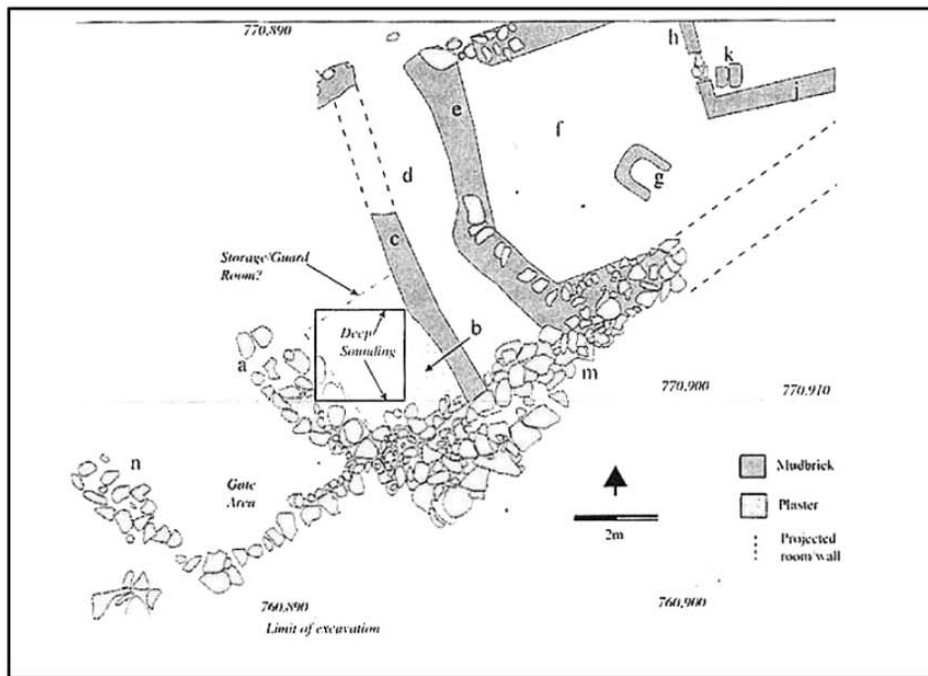 770,890
h
k
j
e
f
g
d
c
Storage/Guard
Room?
Deep
Sounding
b
a
m
770,900
770,910
n
Gate
Area
Mudbrick
Plaster
Projected
room/wall
2m
760,890
760,900
Limit of excavation